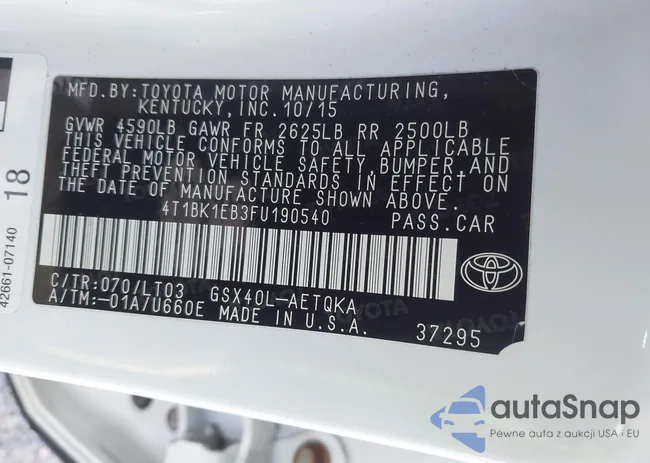 MFD.BY:TOYOTA MOTOR MANUFACTURING,
KENTUCKY,INC.10/15
GVWR 4590LB GAWR FR 2625LB RR 2500LB
THIS VEHICLE CONFORMS TO ALL APPLICABLE
FEDERAL MOTOR VEHICLE SAFETY,BUMPER,AND
THEFT PREVENTION STANDARDS IN EFFECT ON
THE DATE OF MANUFACTURE SHOWN ABOVE.
4T1BK1EB3FU190540 PASS.CAR
C/TR:070/LT03 GSX40L-AETQKA
A/TM:-01A/U660E MADE IN U.S.A. 37295
18
42661-07140
autoSnap
Pewne auta z aukcji USA i EU